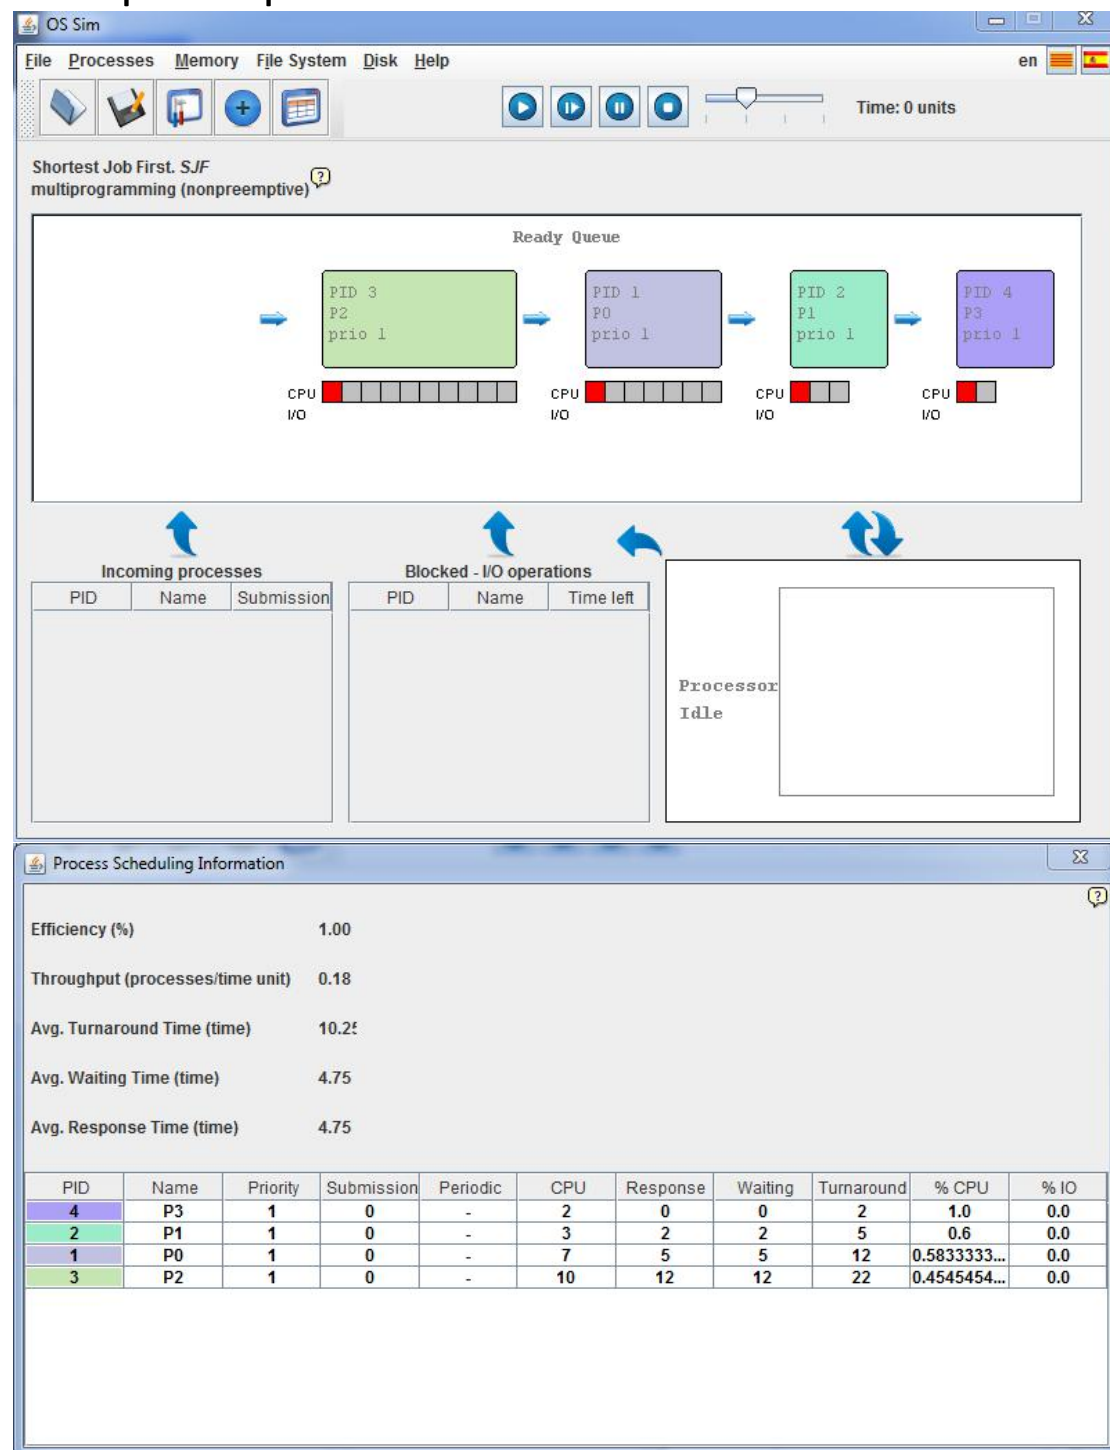 OS Sim
File Processes Memory File System Disk Help en
Time: 0 units
Shortest Job First. SJF
multiprogramming (nonpreemptive)
Ready Queue
PID 3 PID 1 PID 2 PID 4
P2 P0 P1 P3
prio 1 prio 1 prio 1 prio 1
CPU CPU CPU CPU
I/O I/O I/O I/O
Incoming processes Blocked - I/O operations
PID Name Submission PID Name Time left
Processor
Idle
Process Scheduling Information
Efficiency (%) 1.00
Throughput (processes/time unit) 0.18
Avg. Turnaround Time (time) 10.25
Avg. Waiting Time (time) 4.75
Avg. Response Time (time) 4.75
PID Name Priority Submission Periodic CPU Response Waiting Turnaround % CPU % IO
4 P3 1 0 - 2 0 0 2 1.0 0.0
2 P1 1 0 - 3 2 2 5 0.6 0.0
1 P0 1 0 - 7 5 5 12 0.5833333... 0.0
3 P2 1 0 - 10 12 12 22 0.4545454... 0.0